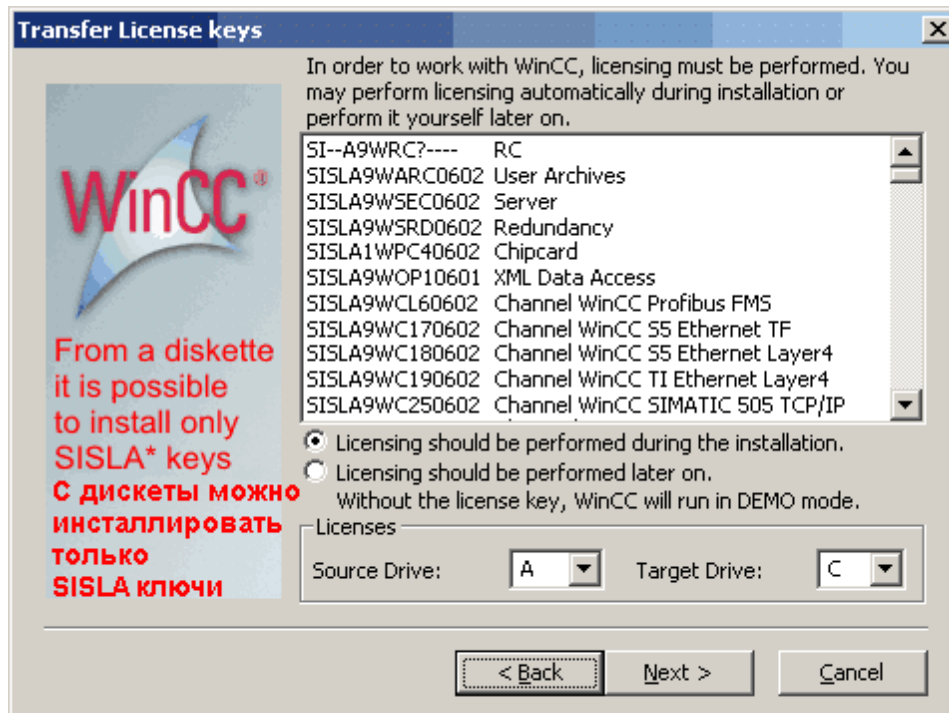 Transfer License keys
In order to work with WinCC, licensing must be performed. You
may perform licensing automatically during installation or
perform it yourself later on.
SI--A9WRC?---- RC
SISLA9WARC0602 User Archives
SISLA9WSEC0602 Server
SISLA9WSRD0602 Redundancy
SISLA1WPC40602 Chipcard
SISLA9WOP10601 XML Data Access
SISLA9WCL60602 Channel WinCC Profibus FMS
SISLA9WC170602 Channel WinCC S5 Ethernet TF
SISLA9WC180602 Channel WinCC S5 Ethernet Layer4
SISLA9WC190602 Channel WinCC TI Ethernet Layer4
SISLA9WC250602 Channel WinCC SIMATIC 505 TCP/IP
WinCC®
From a diskette
it is possible
to install only
SISLA* keys
С дискеты можно
инсталлировать
только
SISLA ключи
Licensing should be performed during the installation.
Licensing should be performed later on.
Without the license key, WinCC will run in DEMO mode.
Licenses
Source Drive: A Target Drive: C
< Back Next > Cancel